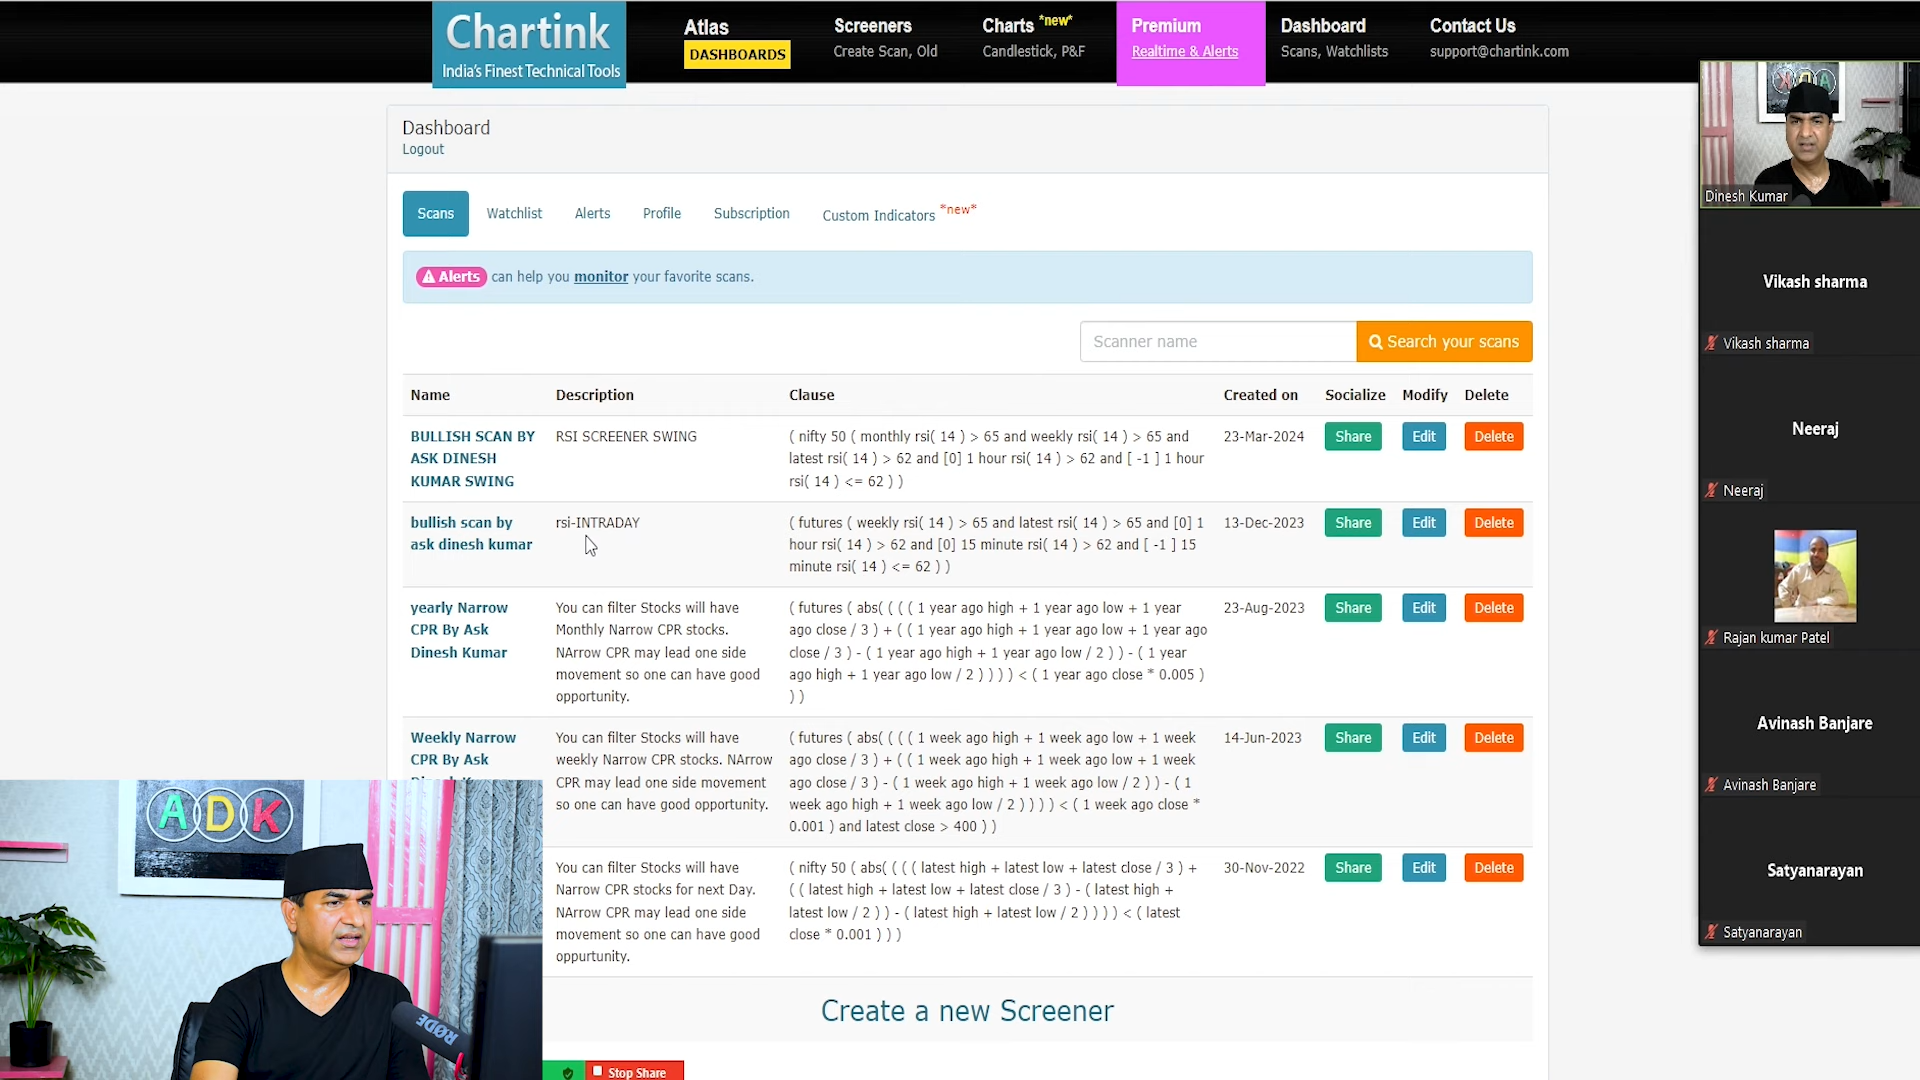 Chartink
India's Finest Technical Tools
Atlas
DASHBOARDS
Screeners
Create Scan, Old
Charts *new*
Candlestick, P&F
Premium
Realtime & Alerts
Dashboard
Scans, Watchlists
Contact Us
support@chartink.com
Dashboard
Logout
Scans
Watchlist
Alerts
Profile
Subscription
Custom Indicators *new*
Alerts can help you monitor your favorite scans.
Scanner name
Search your scans
Name
Description
Clause
Created on
Socialize
Modify
Delete
BULLISH SCAN BY
ASK DINESH
KUMAR SWING
RSI SCREENER SWING
( nifty 50 ( monthly rsi( 14 ) > 65 and weekly rsi( 14 ) > 65 and
latest rsi( 14 ) > 62 and [0] 1 hour rsi( 14 ) > 62 and [ -1 ] 1 hour
rsi( 14 ) <= 62 ) )
23-Mar-2024
Share
Edit
Delete
bullish scan by
ask dinesh kumar
rsi-INTRADAY
( futures ( weekly rsi( 14 ) > 65 and latest rsi( 14 ) > 65 and [0] 1
hour rsi( 14 ) > 62 and [0] 15 minute rsi( 14 ) > 62 and [ -1 ] 15
minute rsi( 14 ) <= 62 ) )
13-Dec-2023
Share
Edit
Delete
yearly Narrow
CPR By Ask
Dinesh Kumar
You can filter Stocks will have
Monthly Narrow CPR stocks.
NArrow CPR may lead one side
movement so one can have good
opportunity.
( futures ( abs( ( ( ( 1 year ago high + 1 year ago low + 1 year
ago close / 3 ) + ( ( 1 year ago high + 1 year ago low + 1 year ago
close / 3 ) - ( 1 year ago high + 1 year ago low / 2 ) ) - ( 1 year
ago high + 1 year ago low / 2 ) ) ) ) < ( 1 year ago close * 0.005 )
) )
23-Aug-2023
Share
Edit
Delete
Weekly Narrow
CPR By Ask
You can filter Stocks will have
weekly Narrow CPR stocks. NArrow
CPR may lead one side movement
so one can have good opportunity.
( futures ( abs( ( ( ( 1 week ago high + 1 week ago low + 1 week
ago close / 3 ) + ( ( 1 week ago high + 1 week ago low + 1 week
ago close / 3 ) - ( 1 week ago high + 1 week ago low / 2 ) ) - ( 1
week ago high + 1 week ago low / 2 ) ) ) ) < ( 1 week ago close *
0.001 ) and latest close > 400 ) )
14-Jun-2023
Share
Edit
Delete
You can filter Stocks will have
Narrow CPR stocks for next Day.
NArrow CPR may lead one side
movement so one can have good
oppurtunity.
( nifty 50 ( abs( ( ( ( latest high + latest low + latest close / 3 ) +
( ( latest high + latest low + latest close / 3 ) - ( latest high +
latest low / 2 ) ) - ( latest high + latest low / 2 ) ) ) ) < ( latest
close * 0.001 ) ) )
30-Nov-2022
Share
Edit
Delete
Create a new Screener
Stop Share
ADK
RØDE
Dinesh Kumar
Vikash sharma
Vikash sharma
Neeraj
Neeraj
Rajan kumar Patel
Avinash Banjare
Avinash Banjare
Satyanarayan
Satyanarayan